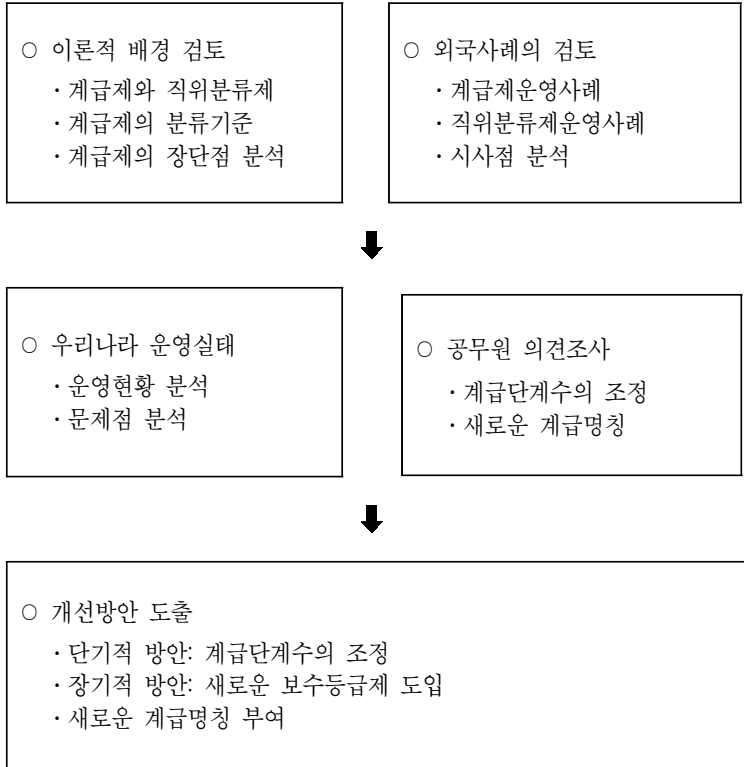 ○ 이론적 배경 검토
· 계급제와 직위분류제
· 계급제의 분류기준
· 계급제의 장단점 분석
○ 외국사례의 검토
· 계급제운영사례
· 직위분류제운영사례
· 시사점 분석
○ 우리나라 운영실태
· 운영현황 분석
· 문제점 분석
○ 공무원 의견조사
· 계급단계수의 조정
· 새로운 계급명칭
○ 개선방안 도출
· 단기적 방안: 계급단계수의 조정
· 장기적 방안: 새로운 보수등급제 도입
· 새로운 계급명칭 부여